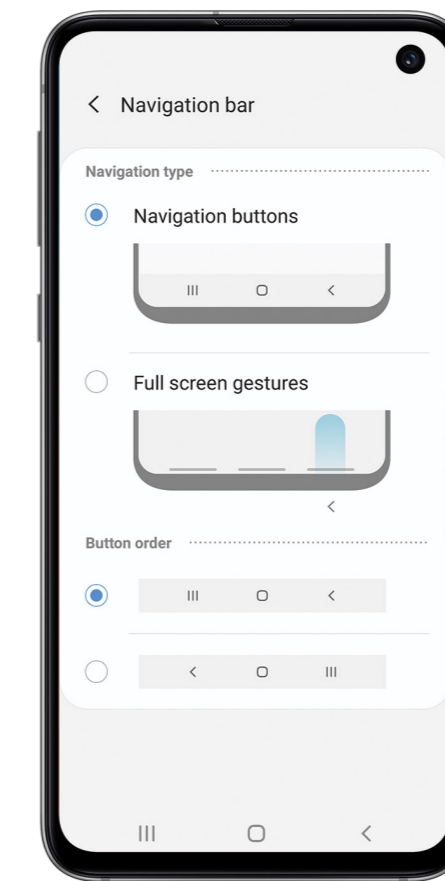 Navigation bar
Navigation type
Navigation buttons
Full screen gestures
Button order